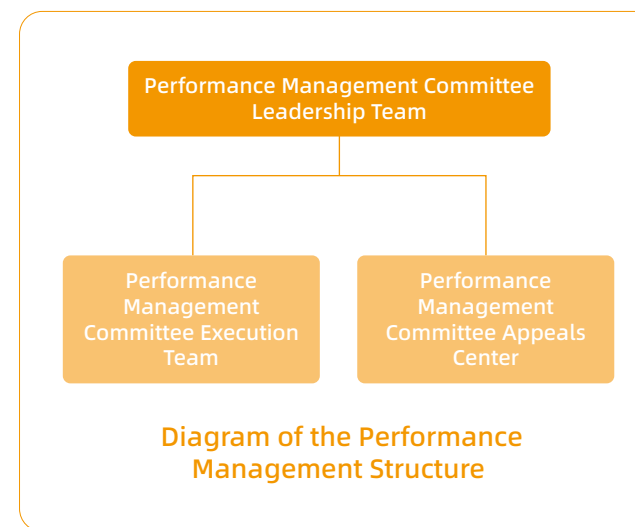 Performance Management Committee
Leadership Team
Performance
Management
Committee Execution
Team
Performance
Management
Committee Appeals
Center
Diagram of the Performance
Management Structure